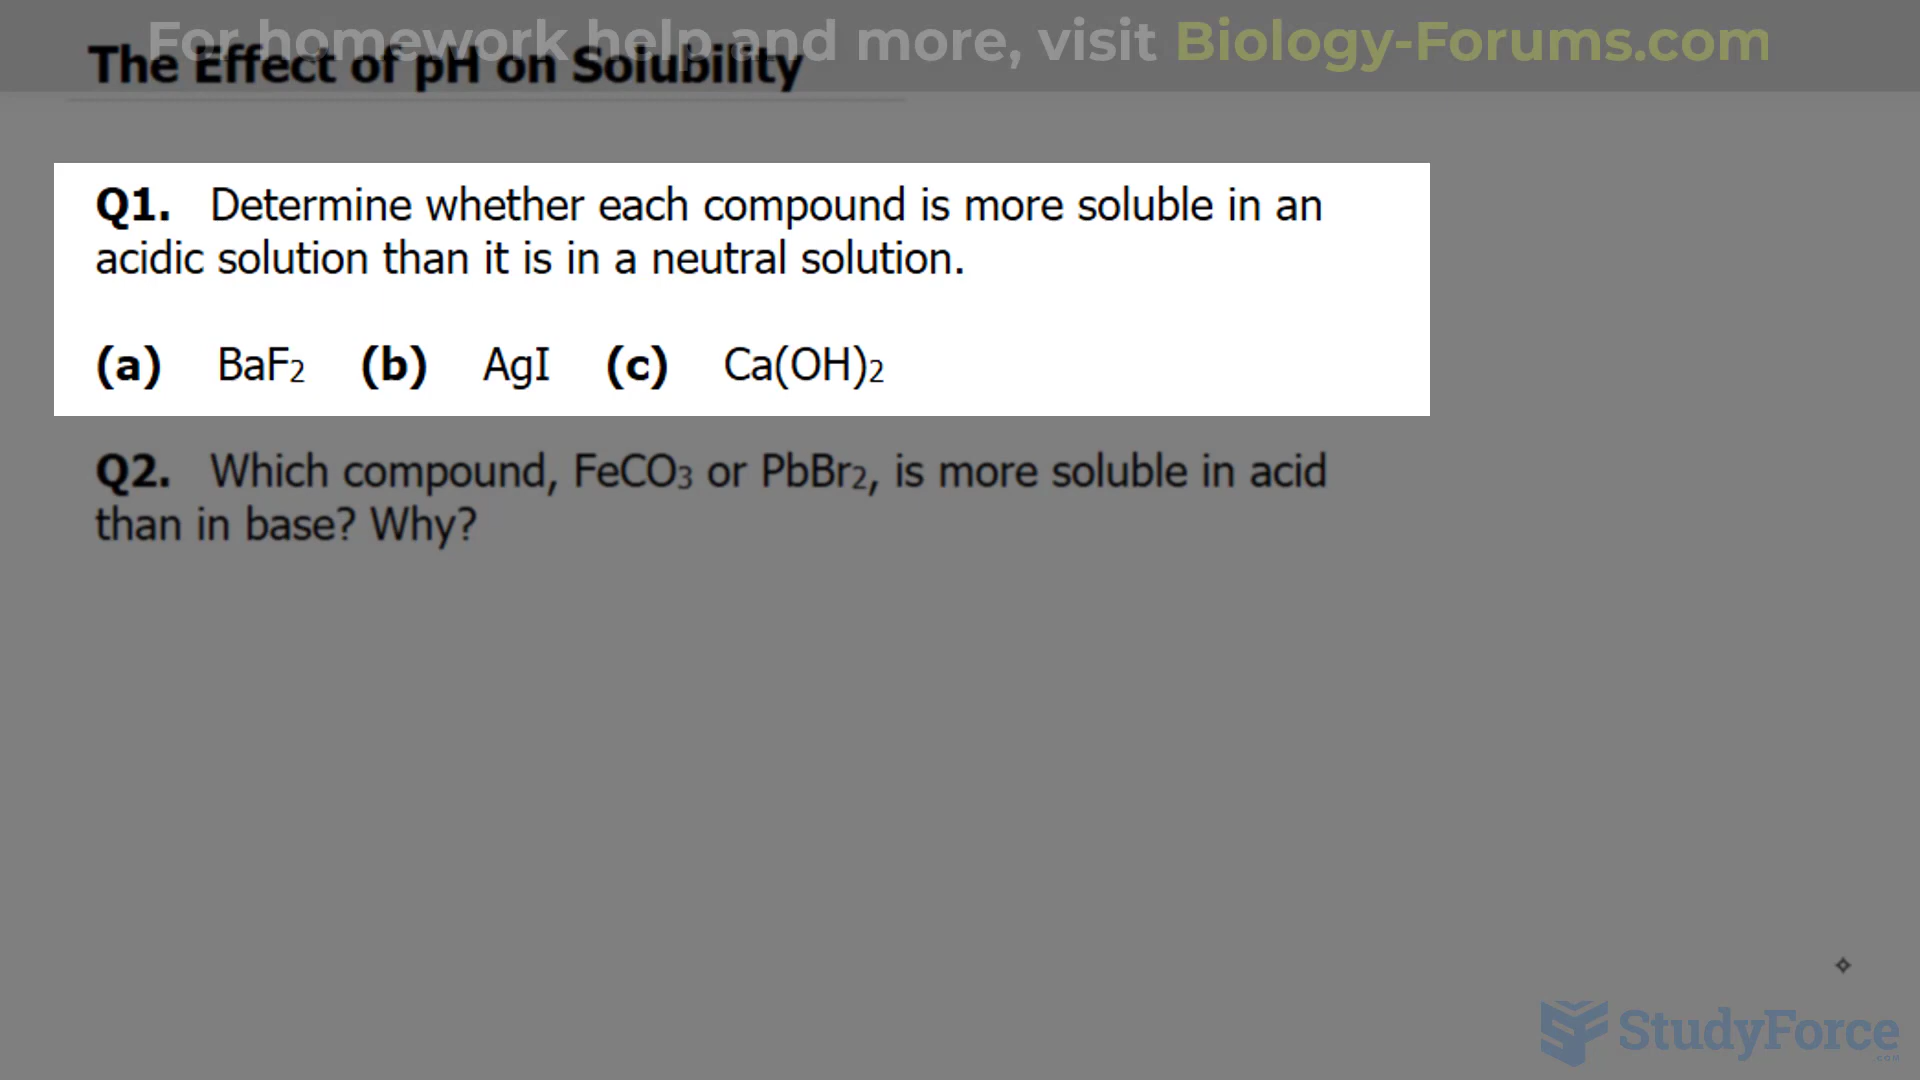 For homework help and more, visit Biology-Forums.com
The Effect of pH on Solubility
Q1. Determine whether each compound is more soluble in an
acidic solution than it is in a neutral solution.
(a) BaF₂ (b) AgI (c) Ca(OH)₂
Q2. Which compound, FeCO₃ or PbBr₂, is more soluble in acid
than in base? Why?
StudyForce
.COM